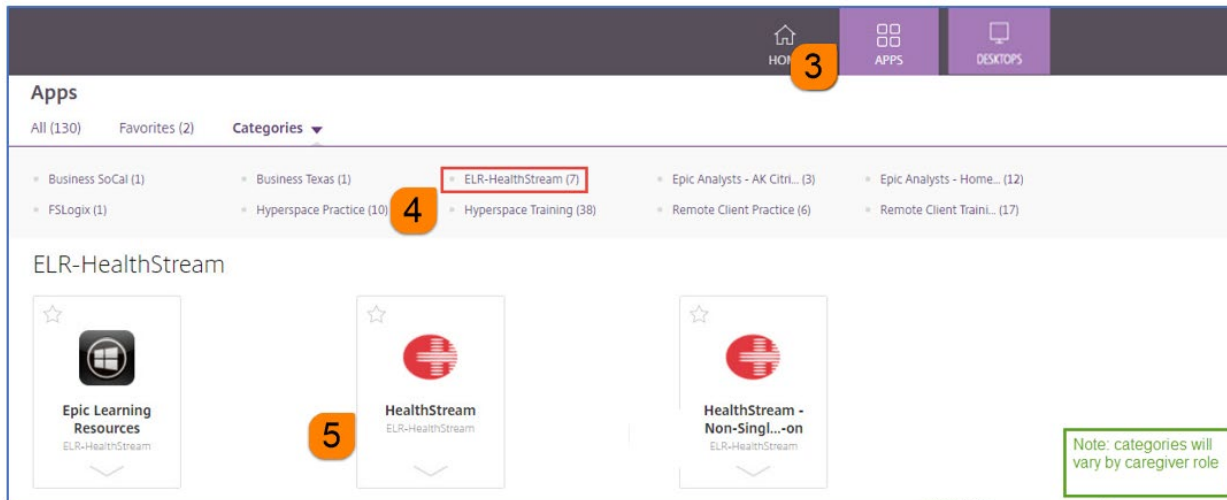 HO
3
APPS
DESKTOPS
Apps
All (130) Favorites (2) Categories
Business SoCal (1) Business Texas (1) ELR-HealthStream (7) Epic Analysts - AK Citri... (3) Epic Analysts - Home... (12)
FSLogix (1) Hyperspace Practice (10) 4 Hyperspace Training (38) Remote Client Practice (6) Remote Client Traini... (17)
ELR-HealthStream
Epic Learning
Resources
ELR-HealthStream
5
HealthStream
ELR-HealthStream
HealthStream -
Non-Singl...-on
ELR-HealthStream
Note: categories will
vary by caregiver role